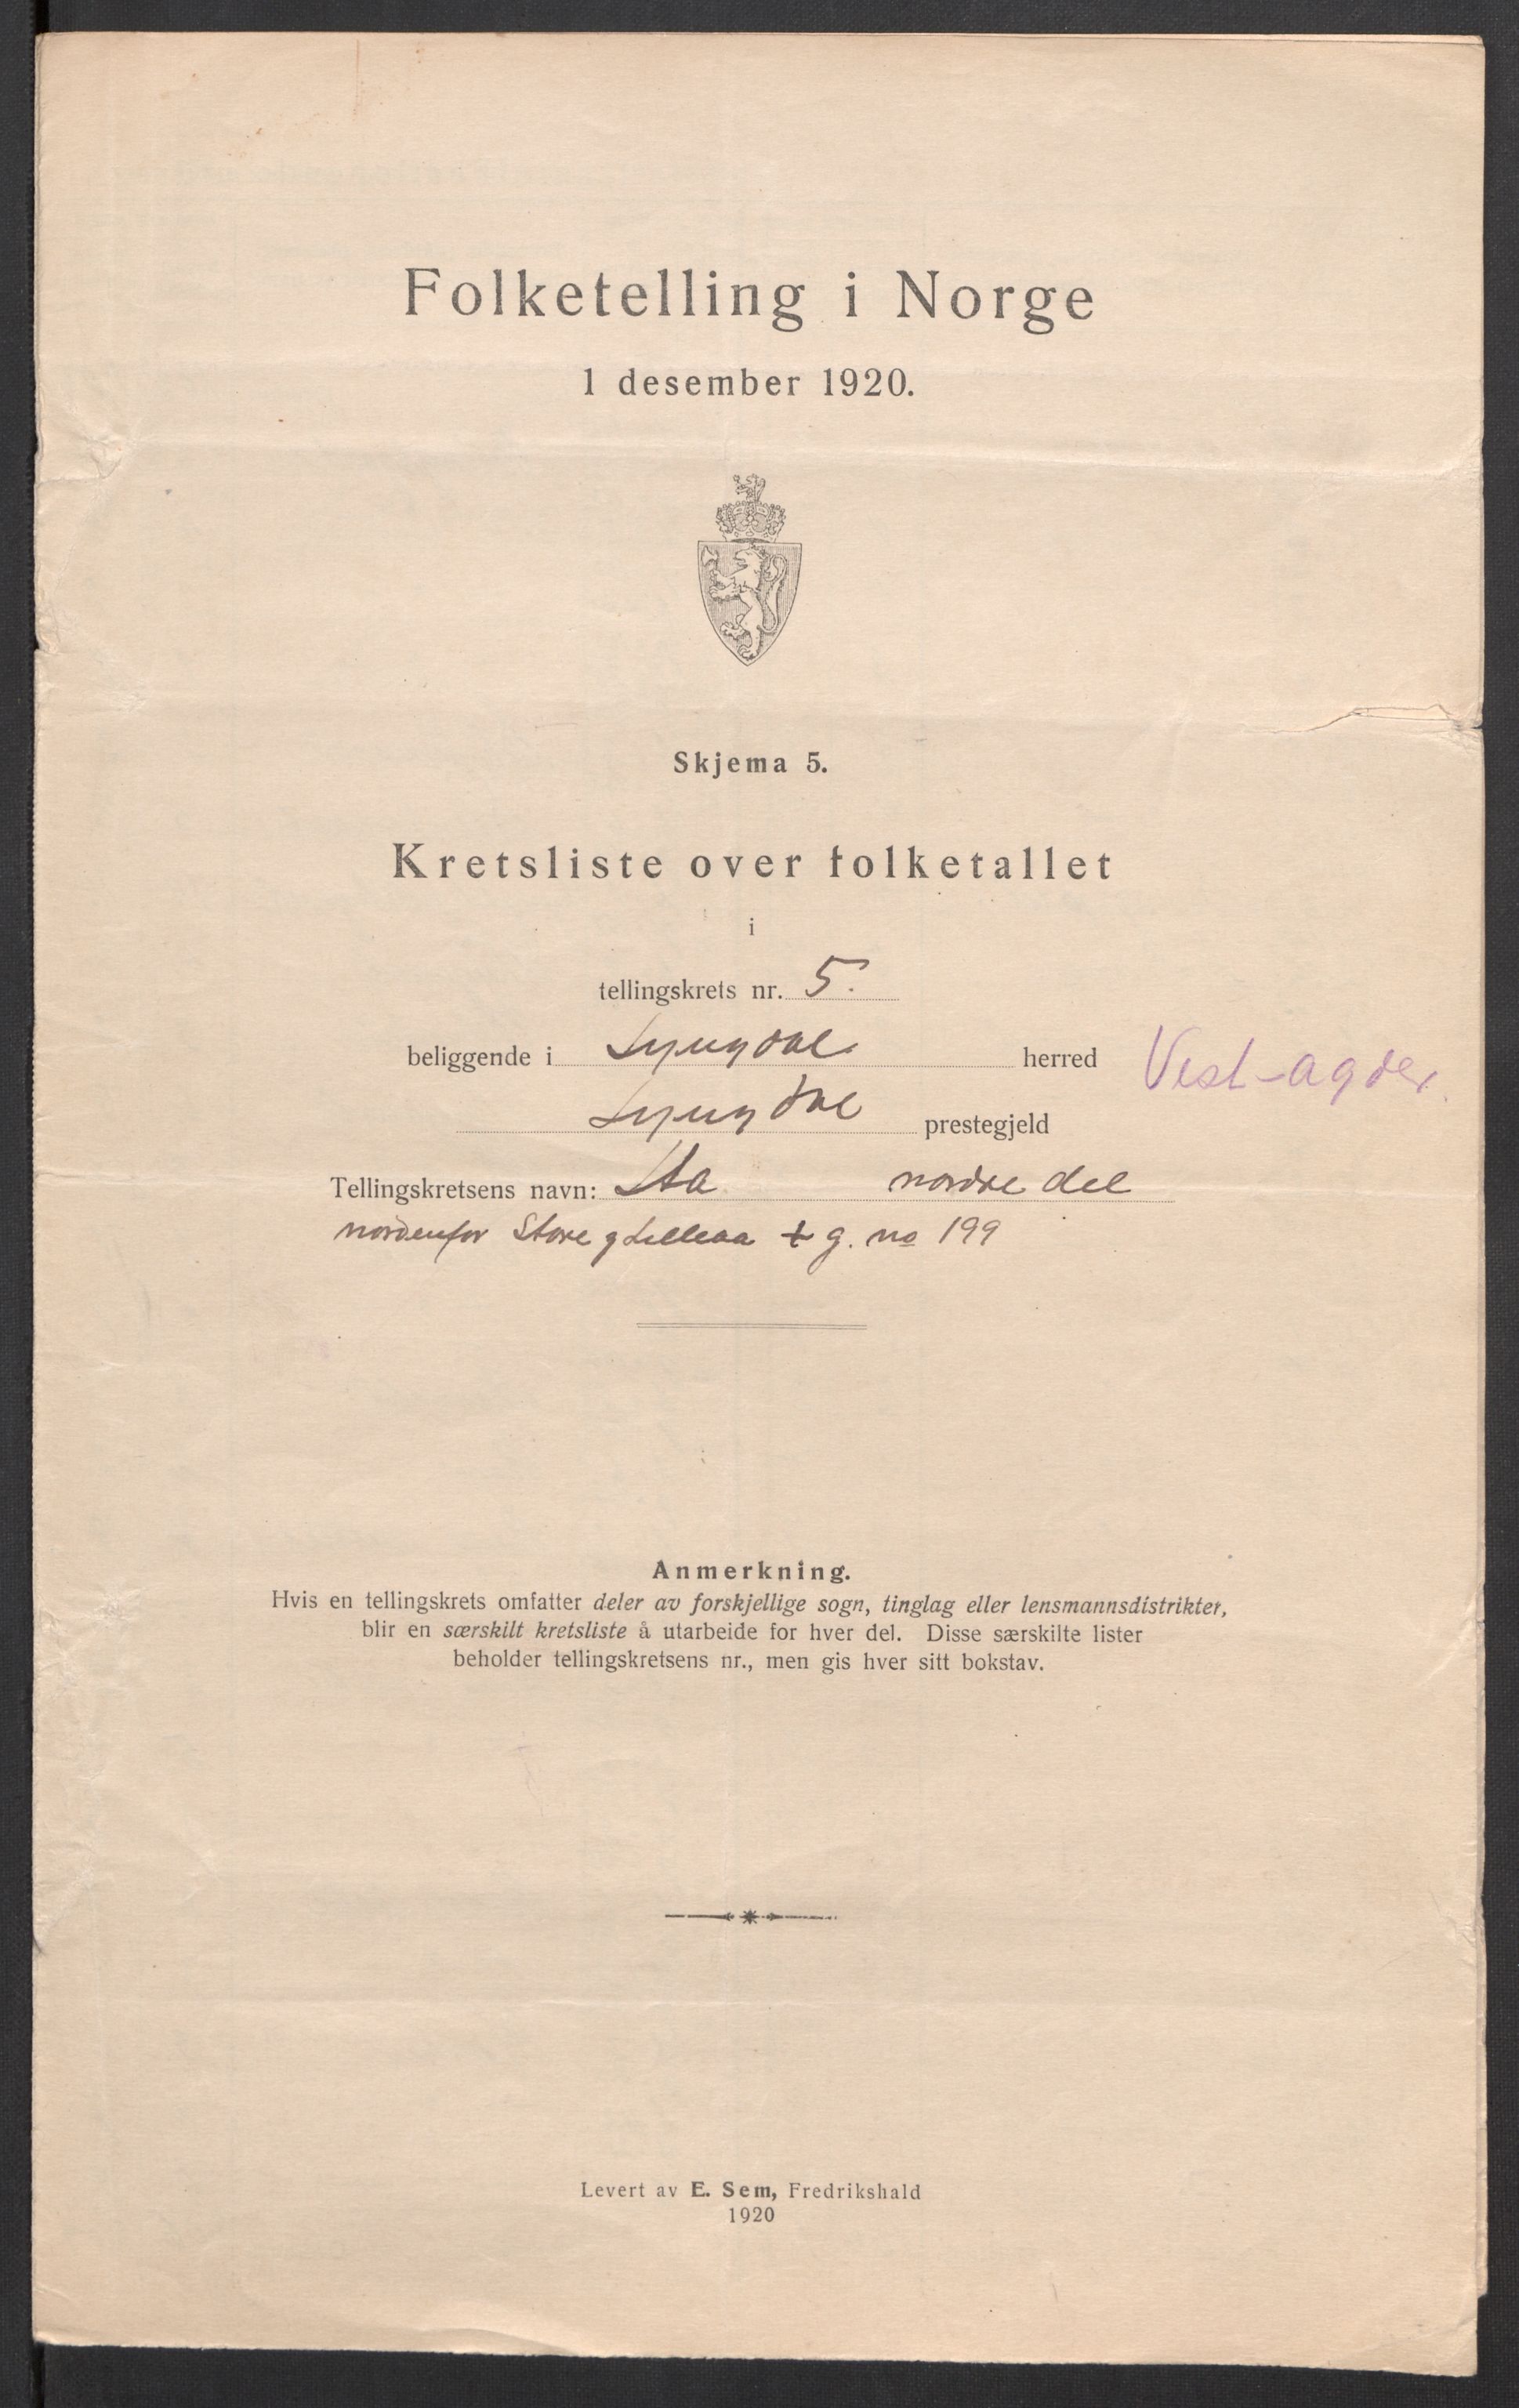 Folketelling i Norge
1 desember 1920.
Skjema 5.
Kretsliste over folketallet
i
tellingskrets nr. 5.
beliggende i Lyngdal herred Vest-Agder.
Lyngdal prestegjeld
Tellingskretsens navn: Aa nordre del
nordenfor Store g Lilleaa + g. no 199
Anmerkning.
Hvis en tellingskrets omfatter deler av forskjellige sogn, tinglag eller lensmannsdistrikter,
blir en særskilt kretsliste å utarbeide for hver del. Disse særskilte lister
beholder tellingskretsens nr., men gis hver sitt bokstav.
Levert av E. Sem, Fredrikshald
1920